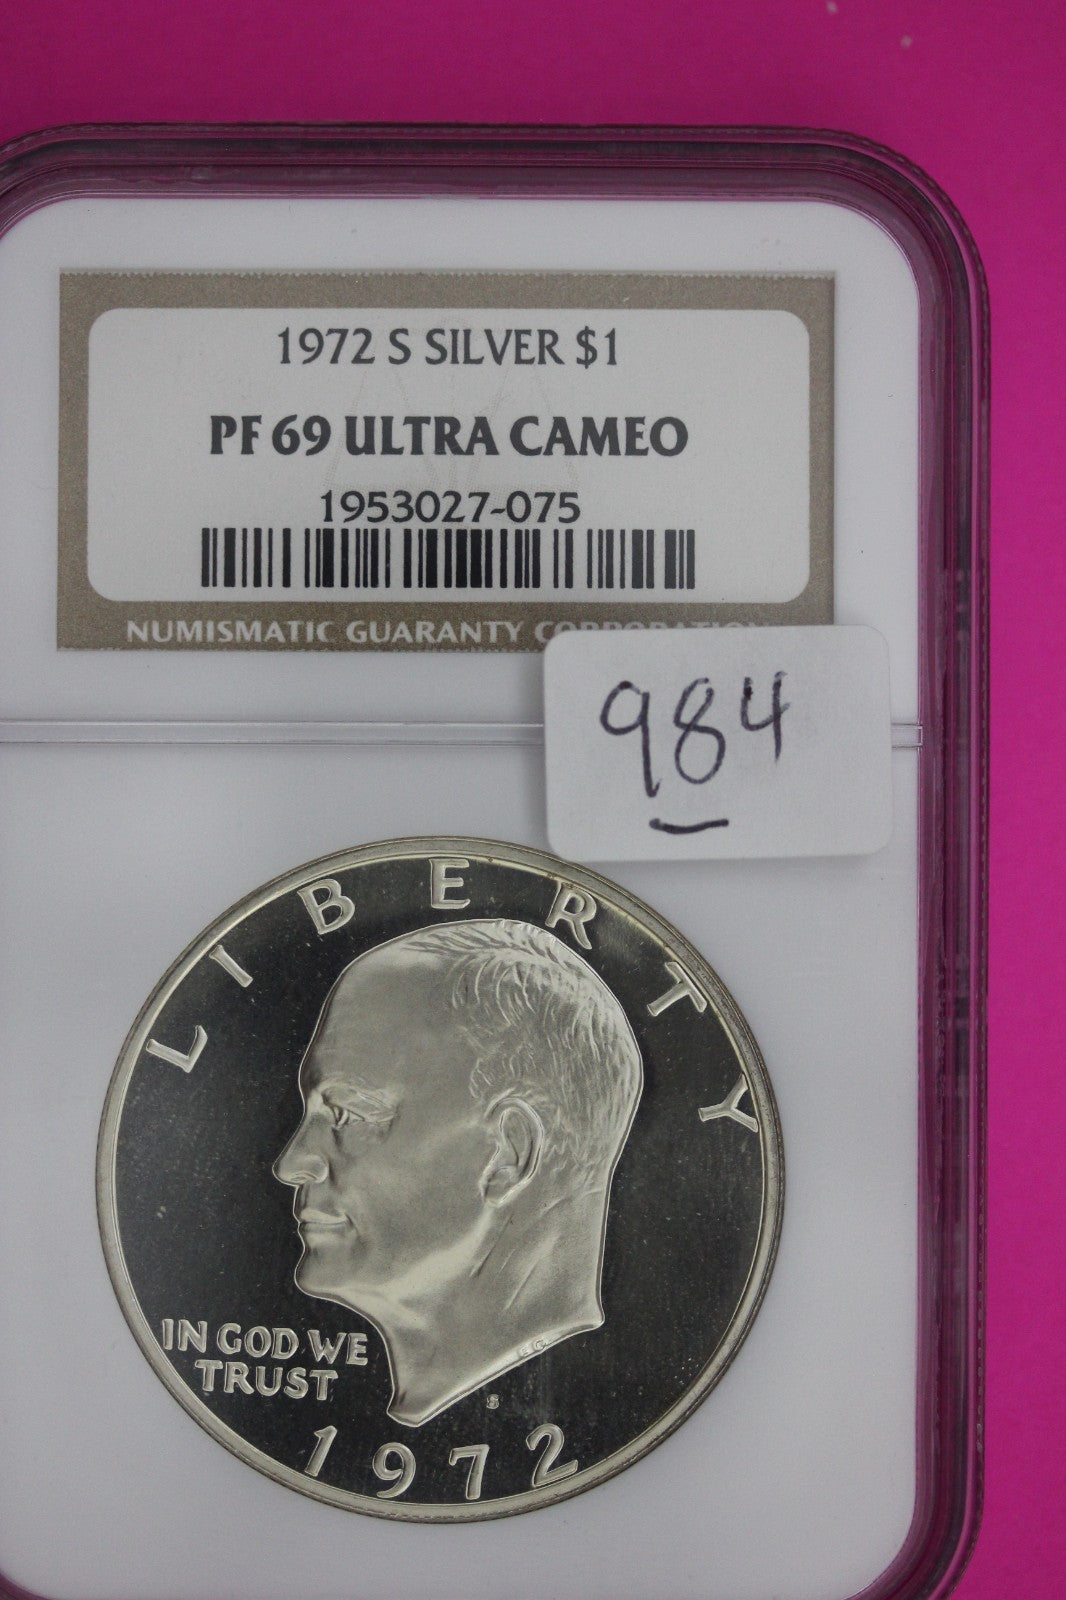 1972 S SILVER $1
PF 69 ULTRA CAMEO
1953027-075
NUMISMATIC GUARANTY CORPORATION
984
LIBERTY
IN GOD WE
TRUST
E G
S
1972